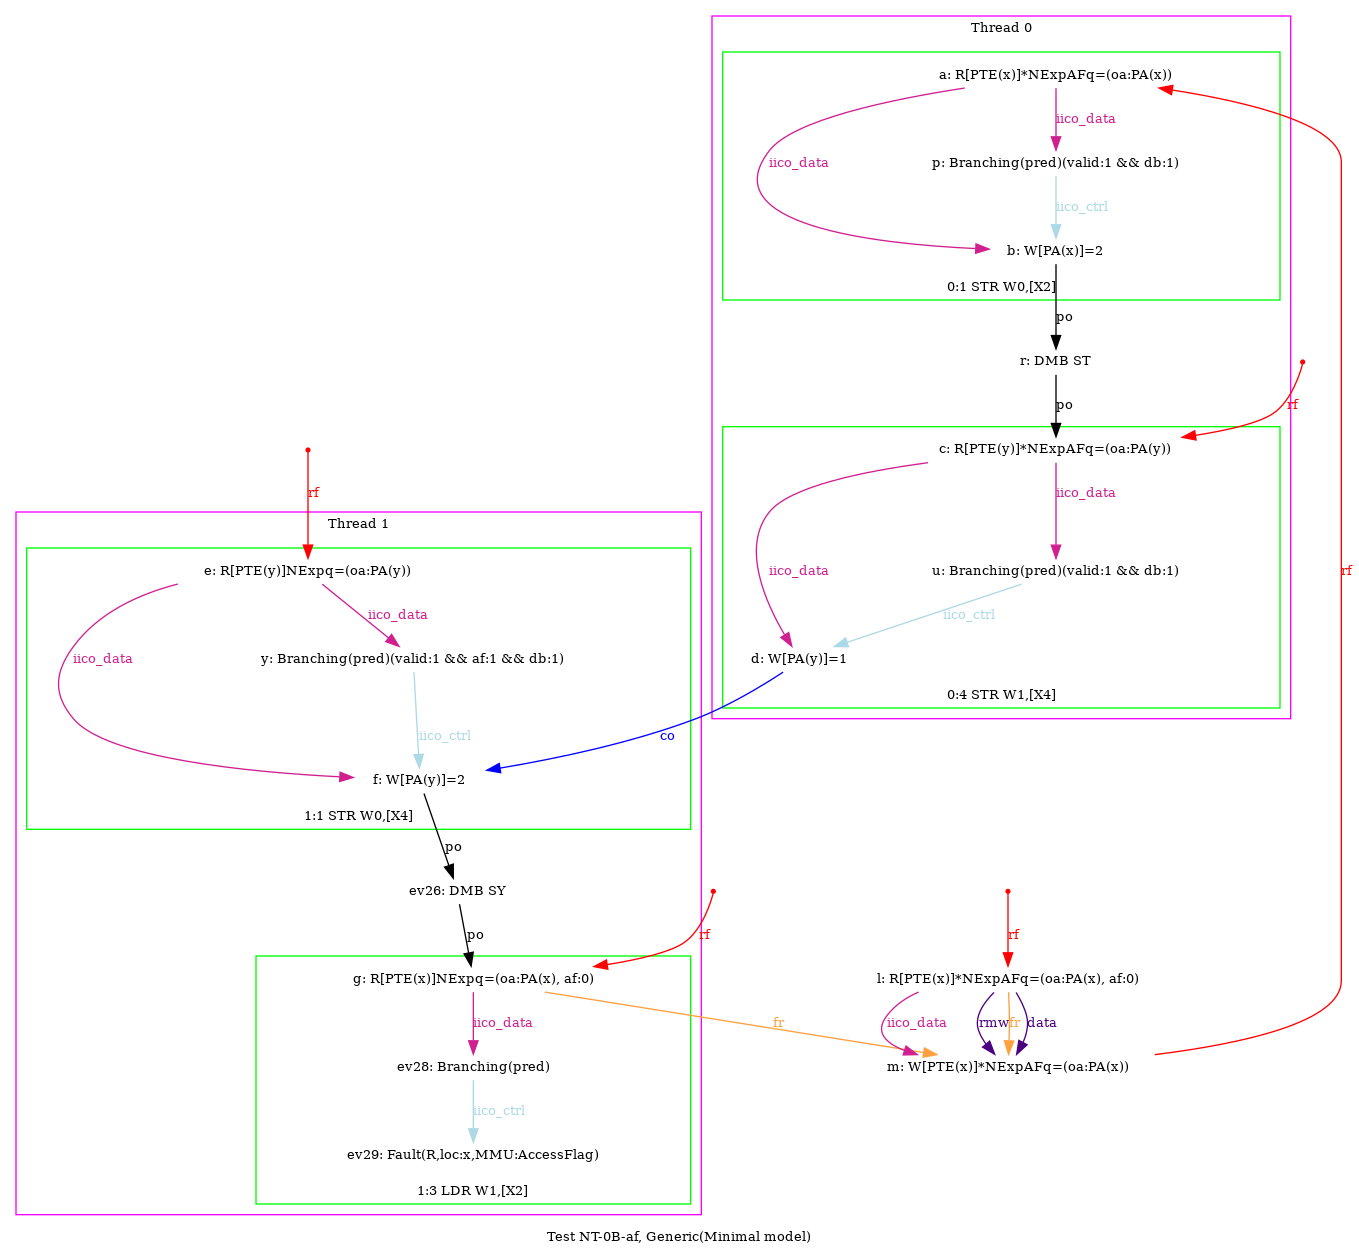 Thread 0
a: R[PTE(x)]*NExpAFq=(oa:PA(x))
iico_data
iico_data
p: Branching(pred)(valid:1 && db:1)
iico_ctrl
b: W[PA(x)]=2
0:1 STR W0,[X2]
po
r: DMB ST
po
rf
c: R[PTE(y)]*NExpAFq=(oa:PA(y))
rf
iico_data
Thread 1
e: R[PTE(y)]NExpq=(oa:PA(y))
iico_data
u: Branching(pred)(valid:1 && db:1)
rf
iico_data
iico_ctrl
iico_data
y: Branching(pred)(valid:1 && af:1 && db:1)
d: W[PA(y)]=1
0:4 STR W1,[X4]
iico_ctrl
co
f: W[PA(y)]=2
1:1 STR W0,[X4]
po
ev26: DMB SY
po
rf
rf
g: R[PTE(x)]NExpq=(oa:PA(x), af:0)
l: R[PTE(x)]*NExpAFq=(oa:PA(x), af:0)
iico_data
fr
iico_data
rmw
fr
data
ev28: Branching(pred)
m: W[PTE(x)]*NExpAFq=(oa:PA(x))
iico_ctrl
ev29: Fault(R,loc:x,MMU:AccessFlag)
1:3 LDR W1,[X2]
Test NT-0B-af, Generic(Minimal model)